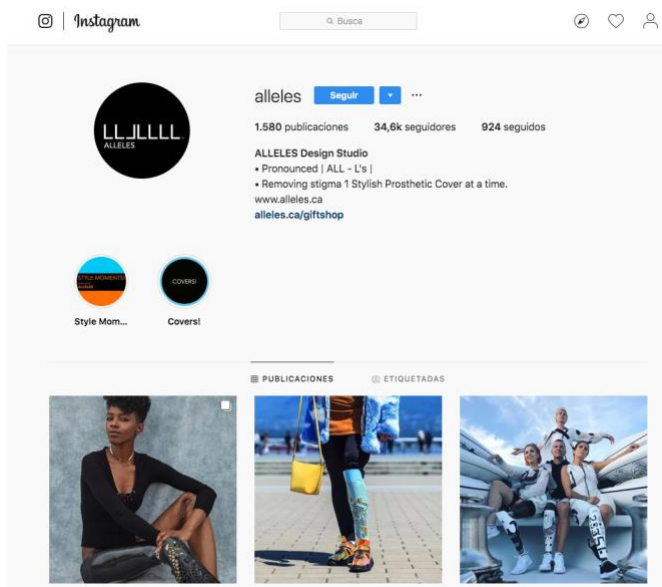 Instagram
Busca
alleles Seguir ...
1.580 publicaciones 34,6k seguidores 924 seguidos
ALLELES Design Studio
• Pronounced | ALL - L's |
• Removing stigma 1 Stylish Prosthetic Cover at a time.
www.alleles.ca
alleles.ca/giftshop
ALLELES
STYLE MOMENTS!
COVERS!
Style Mom... Covers!
PUBLICACIONES ETIQUETADAS